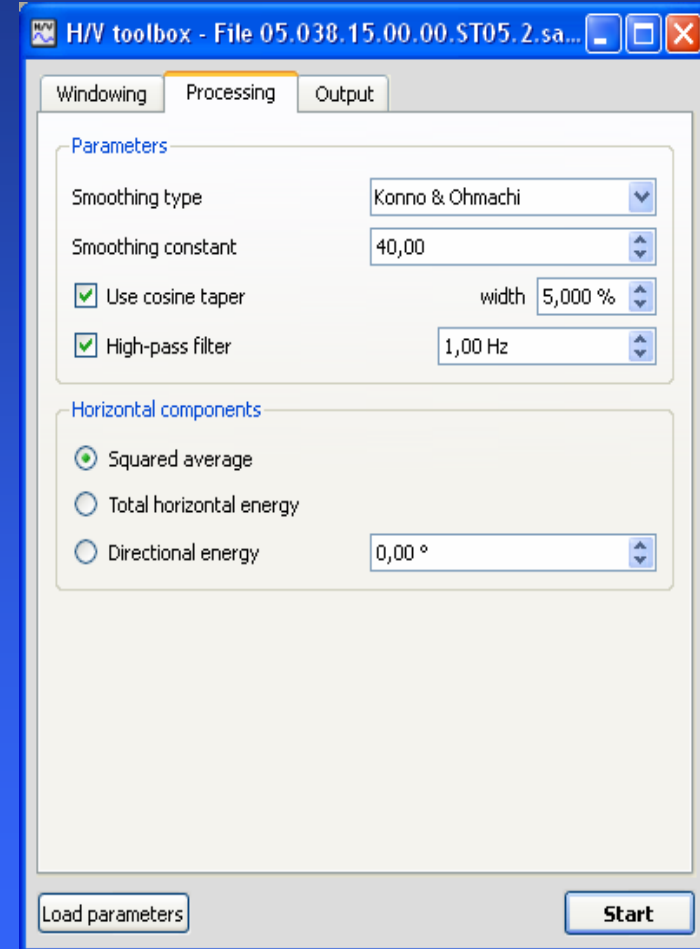 H/V toolbox - File 05.038.15.00.00.ST05.2.sa...
Windowing Processing Output
Parameters
Smoothing type Konno & Ohmachi
Smoothing constant 40,00
Use cosine taper width 5,000 %
High-pass filter 1,00 Hz
Horizontal components
Squared average
Total horizontal energy
Directional energy 0,00 °
Load parameters Start